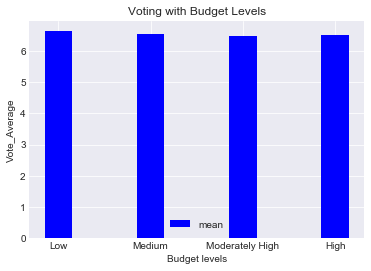 Voting with Budget Levels
Vote_Average
6
5
4
3
2
1
0
mean
Low Medium Moderately High High
Budget levels